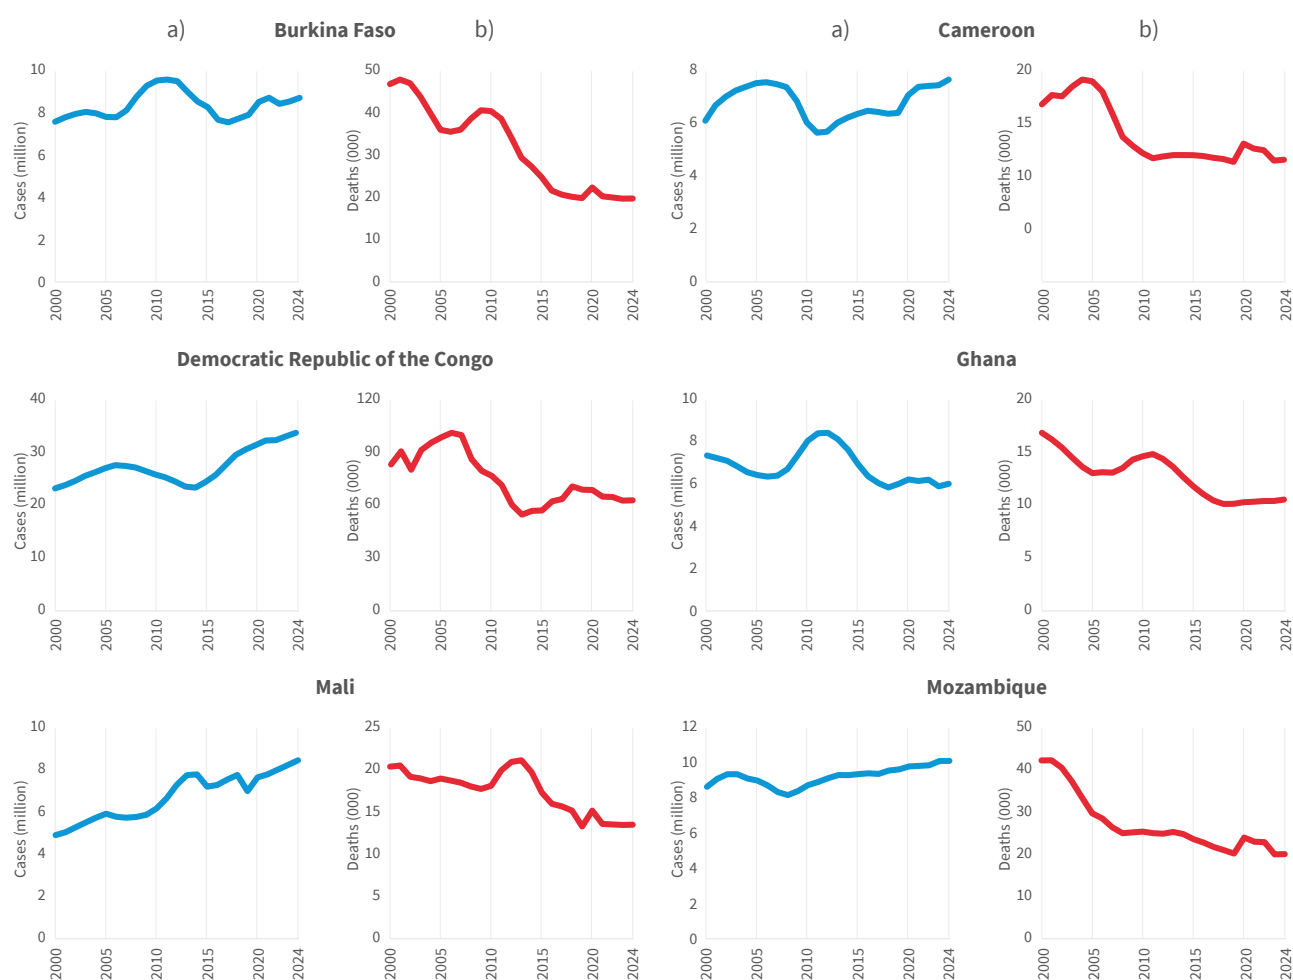 a) Burkina Faso b) a) Cameroon b)
10 50 8 20
8 40 6 15
6 30 4 10
4 20 2 0
2 10 0
0 0
Cases (million) Deaths (000) Cases (million) Deaths (000)
2000 2005 2010 2015 2020 2024 2000 2005 2010 2015 2020 2024 2000 2005 2010 2015 2020 2024 2000 2005 2010 2015 2020 2024
Democratic Republic of the Congo Ghana
40 120 10 20
30 90 8 15
20 60 6 10
10 30 4 5
0 0 2 0
0
Cases (million) Deaths (000) Cases (million) Deaths (000)
2000 2005 2010 2015 2020 2024 2000 2005 2010 2015 2020 2024 2000 2005 2010 2015 2020 2024 2000 2005 2010 2015 2020 2024
Mali Mozambique
10 25 12 50
8 20 10 40
6 15 8 30
4 10 6 20
2 5 4 10
0 0 2 0
0
Cases (million) Deaths (000) Cases (million) Deaths (000)
2000 2005 2010 2015 2020 2024 2000 2005 2010 2015 2020 2024 2000 2005 2010 2015 2020 2024 2000 2005 2010 2015 2020 2024